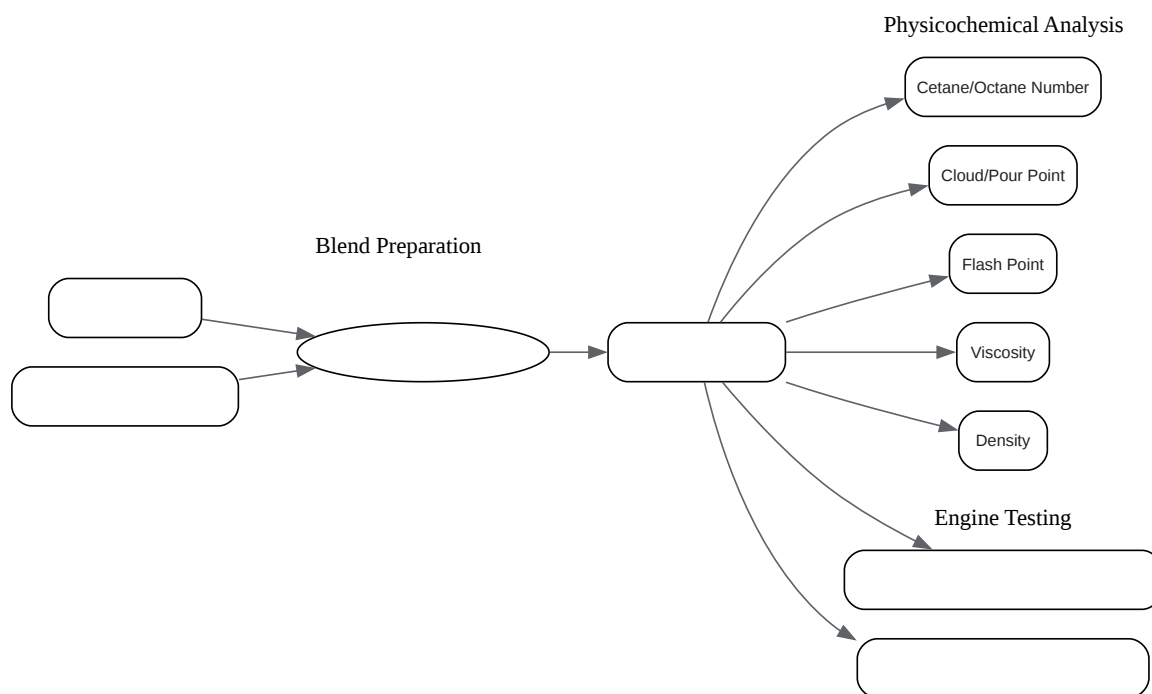 Physicochemical Analysis
Cetane/Octane Number
Cloud/Pour Point
Blend Preparation
Flash Point
Viscosity
Density
Engine Testing